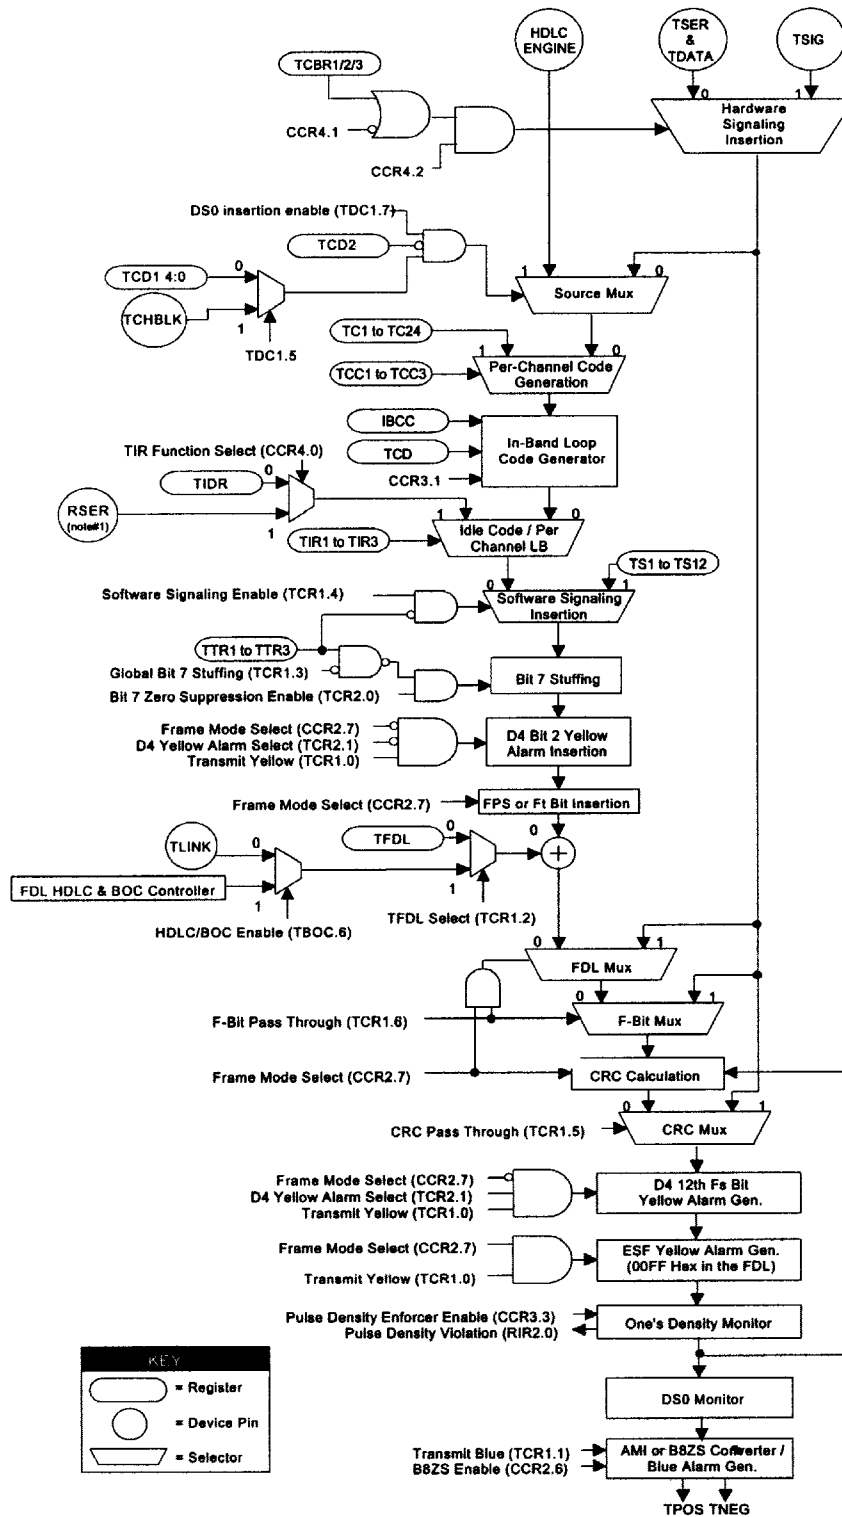 HDLC
ENGINE
TSER
&
TDATA
TSIG
TCBR1/2/3
0
1
Hardware
Signaling
Insertion
CCR4.1
CCR4.2
DS0 insertion enable (TDC1.7)
TCD2
TCD1 4:0
0
1
0
Source Mux
TCHBLK
1
TDC1.5
TC1 to TC24
1
0
TCC1 to TCC3
Per-Channel Code
Generation
IBCC
TCD
In-Band Loop
Code Generator
CCR3.1
TIR Function Select (CCR4.0)
0
TIDR
RSER
(note#1)
1
1
0
TIR1 to TIR3
Idle Code / Per
Channel LB
TS1 to TS12
0
1
Software Signaling Enable (TCR1.4)
Software Signaling
Insertion
TTR1 to TTR3
Global Bit 7 Stuffing (TCR1.3)
Bit 7 Stuffing
Bit 7 Zero Suppression Enable (TCR2.0)
Frame Mode Select (CCR2.7)
D4 Yellow Alarm Select (TCR2.1)
Transmit Yellow (TCR1.0)
D4 Bit 2 Yellow
Alarm Insertion
Frame Mode Select (CCR2.7)
FPS or Ft Bit Insertion
TLINK
0
TFDL
0
0
+
FDL HDLC & BOC Controller
1
1
HDLC/BOC Enable (TBOC.6)
TFDL Select (TCR1.2)
0
1
FDL Mux
0
1
F-Bit Pass Through (TCR1.6)
F-Bit Mux
Frame Mode Select (CCR2.7)
CRC Calculation
0
1
CRC Pass Through (TCR1.5)
CRC Mux
Frame Mode Select (CCR2.7)
D4 Yellow Alarm Select (TCR2.1)
Transmit Yellow (TCR1.0)
D4 12th Fs Bit
Yellow Alarm Gen.
Frame Mode Select (CCR2.7)
Transmit Yellow (TCR1.0)
ESF Yellow Alarm Gen.
(00FF Hex in the FDL)
Pulse Density Enforcer Enable (CCR3.3)
Pulse Density Violation (RIR2.0)
One's Density Monitor
KEY
= Register
= Device Pin
= Selector
DS0 Monitor
Transmit Blue (TCR1.1)
B8ZS Enable (CCR2.6)
AMI or B8ZS Converter /
Blue Alarm Gen.
TPOS TNEG